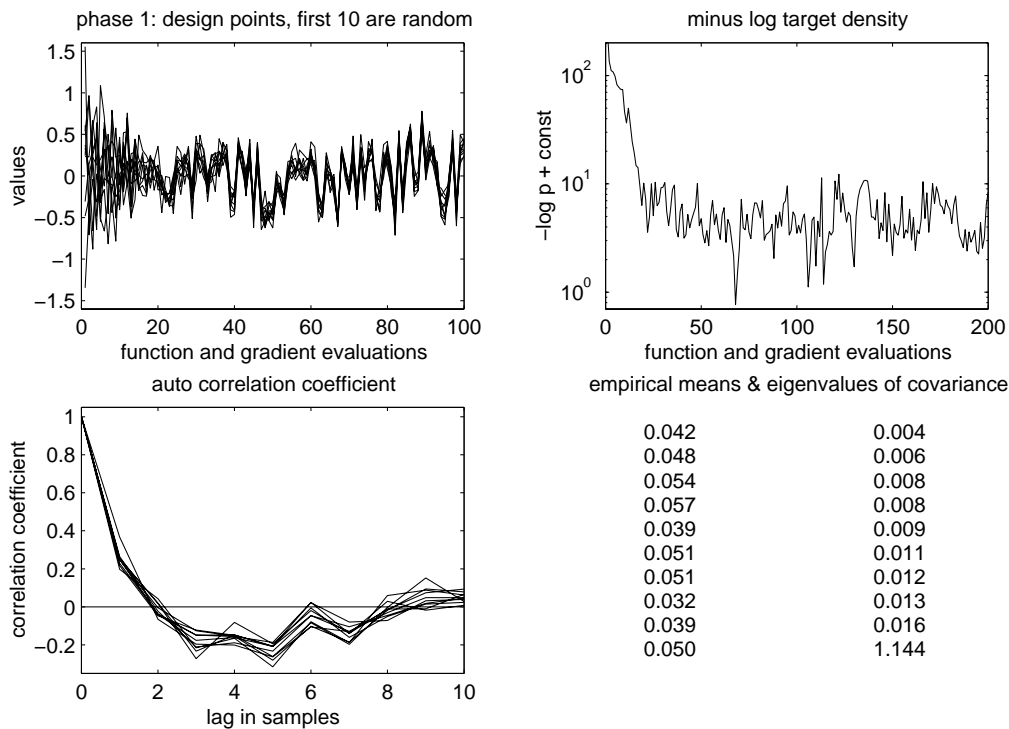 phase 1: design points, first 10 are random
1.5
1
0.5
0
−0.5
−1
−1.5
values
0 20 40 60 80 100
function and gradient evaluations
minus log target density
10^2
10^1
10^0
−log p + const
0 50 100 150 200
function and gradient evaluations
auto correlation coefficient
1
0.8
0.6
0.4
0.2
0
−0.2
correlation coefficient
0 2 4 6 8 10
lag in samples
empirical means & eigenvalues of covariance
0.042 0.004
0.048 0.006
0.054 0.008
0.057 0.008
0.039 0.009
0.051 0.011
0.051 0.012
0.032 0.013
0.039 0.016
0.050 1.144